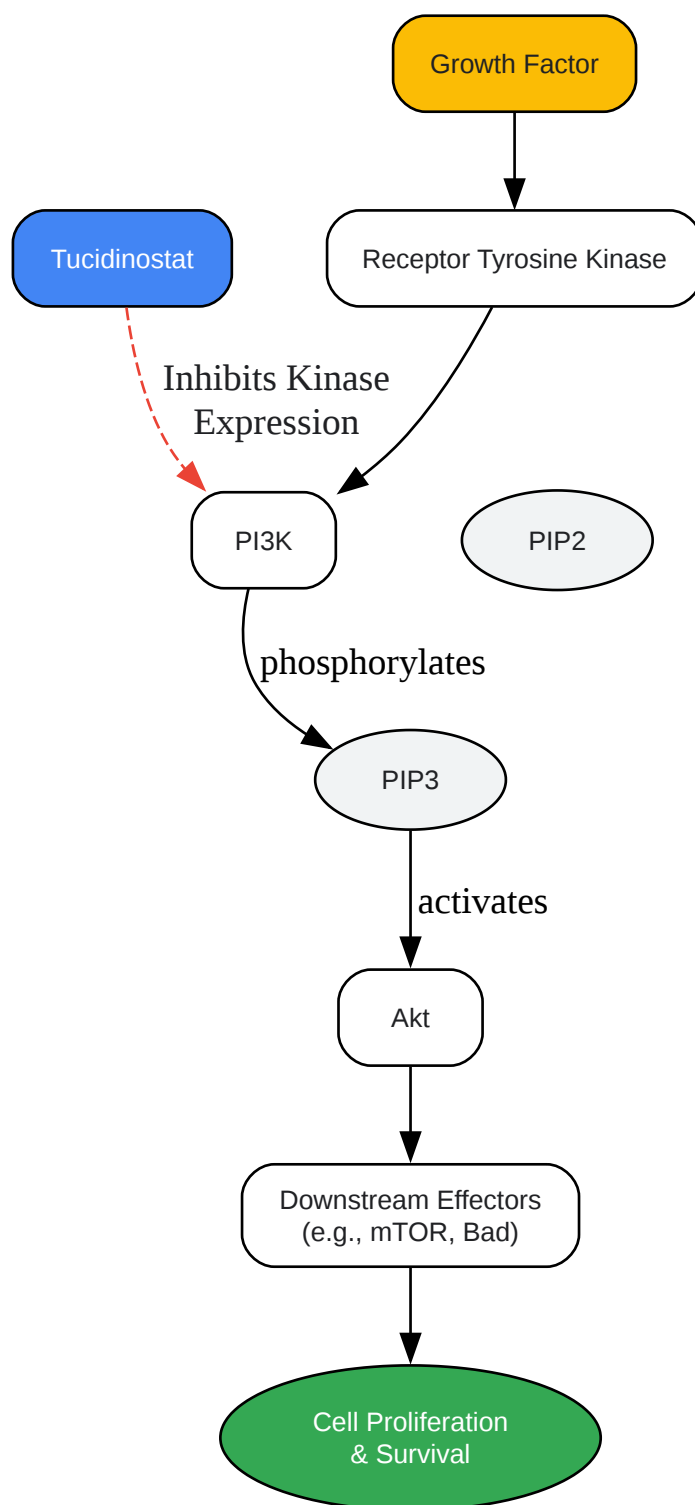 Growth Factor
Tucidinostat
Receptor Tyrosine Kinase
Inhibits Kinase
Expression
PI3K
PIP2
phosphorylates
PIP3
activates
Akt
Downstream Effectors
(e.g., mTOR, Bad)
Cell Proliferation
& Survival